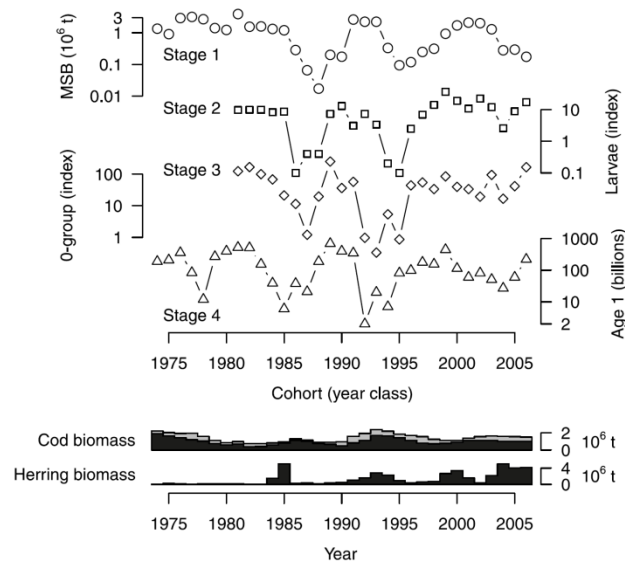 MSB (10⁶ t)
3
1
0.1
0.01
Stage 1
Stage 2
10
1
0.1
Larvae (index)
0-group (index)
100
10
1
Stage 3
1000
100
10
2
Age 1 (billions)
Stage 4
1975 1980 1985 1990 1995 2000 2005
Cohort (year class)
Cod biomass
2
0
10⁶ t
Herring biomass
4
0
10⁶ t
1975 1980 1985 1990 1995 2000 2005
Year